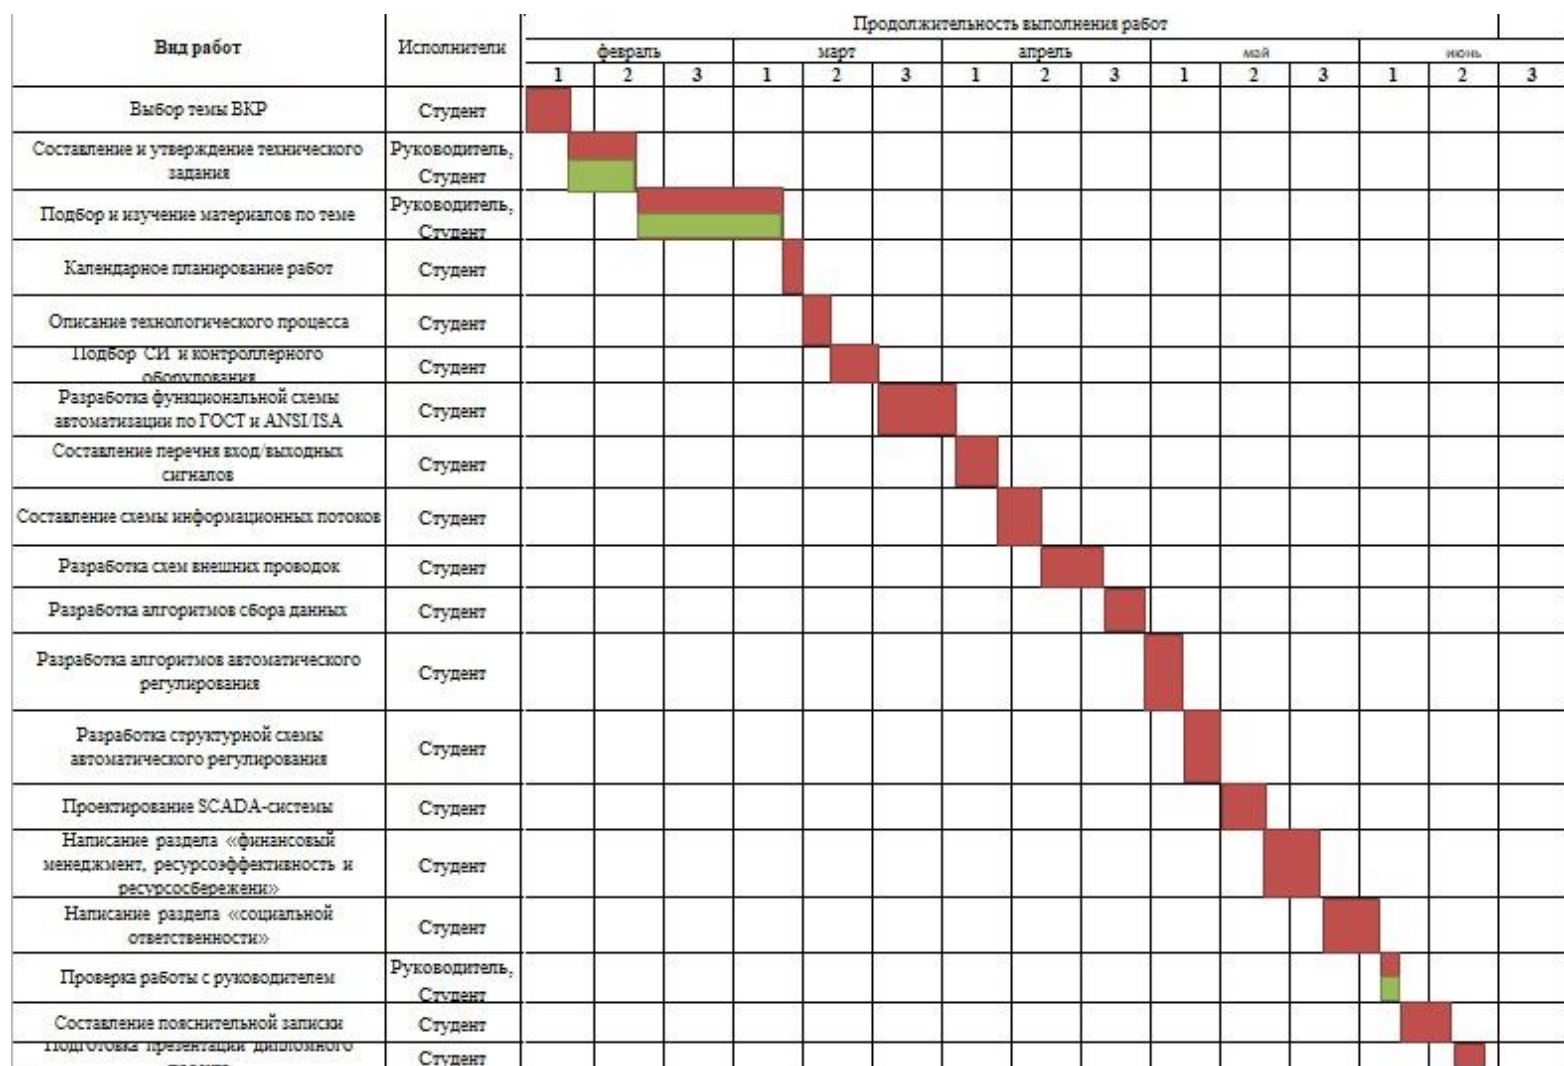 Вид работ
Исполнители
Продолжительность выполнения работ
февраль март апрель май июнь
1 2 3 1 2 3 1 2 3 1 2 3 1 2 3
Выбор темы ВКР
Студент
Составление и утверждение технического
задания
Руководитель,
Студент
Подбор и изучение материалов по теме
Руководитель,
Студент
Календарное планирование работ
Студент
Описание технологического процесса
Студент
Подбор СИ и контроллерного
оборудования
Студент
Разработка функциональной схемы
автоматизации по ГОСТ и ANSI/ISA
Студент
Составление перечня вход/выходных
сигналов
Студент
Составление схемы информационных потоков
Студент
Разработка схем внешних проводок
Студент
Разработка алгоритмов сбора данных
Студент
Разработка алгоритмов автоматического
регулирования
Студент
Разработка структурной схемы
автоматического регулирования
Студент
Проектирование SCADA-системы
Студент
Написание раздела «финансовый
менеджмент, ресурсоэффективность и
ресурсосбережени»
Студент
Написание раздела «социальной
ответственности»
Студент
Проверка работы с руководителем
Руководитель,
Студент
Составление пояснительной записки
Студент
Подготовка презентации дипломного
Студент